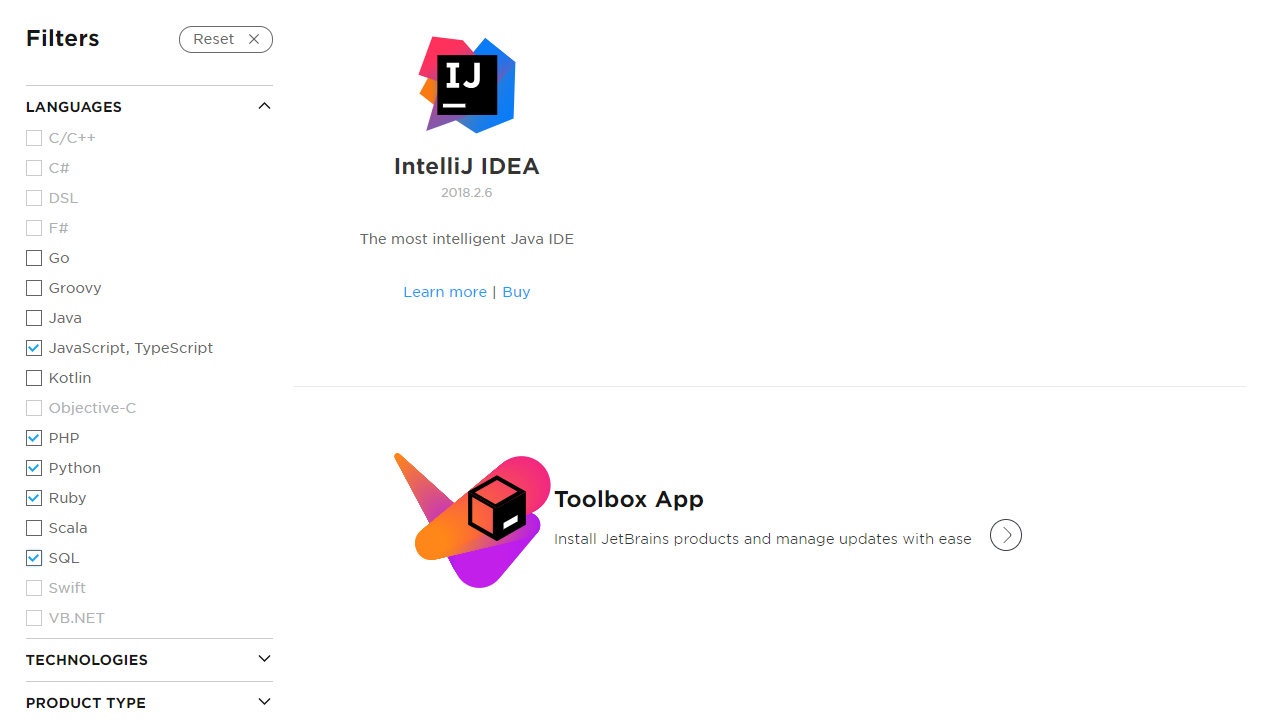 Filters
Reset
LANGUAGES
C/C++
C#
DSL
F#
Go
Groovy
Java
JavaScript, TypeScript
Kotlin
Objective-C
PHP
Python
Ruby
Scala
SQL
Swift
VB.NET
TECHNOLOGIES
PRODUCT TYPE
IJ
IntelliJ IDEA
2018.2.6
The most intelligent Java IDE
Learn more | Buy
Toolbox App
Install JetBrains products and manage updates with ease